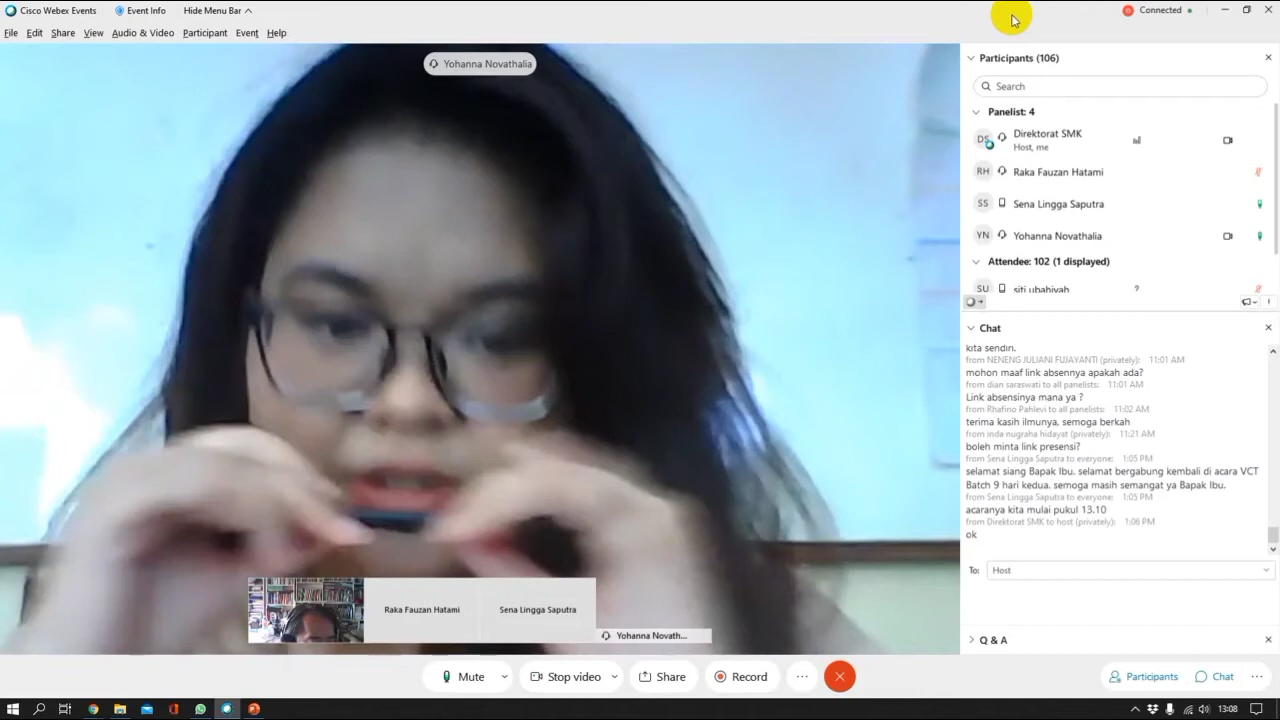 Cisco Webex Events
Event Info
Hide Menu Bar
Connected
File Edit Share View Audio & Video Participant Event Help
Yohanna Novathalia
Participants (106)
Search
Panelist: 4
DS
Direktorat SMK
Host, me
RH
Raka Fauzan Hatami
SS
Sena Lingga Saputra
YN
Yohanna Novathalia
Attendee: 102 (1 displayed)
SU
siti ubahiyah
?
Chat
kita sendiri.
from NENENG JULIANI FUJAYANTI (privately): 11:01 AM
mohon maaf link absennya apakah ada?
from dian saraswati to all panelists: 11:01 AM
Link absensinya mana ya ?
from Rhafino Pahlevi to all panelists: 11:02 AM
terima kasih ilmunya, semoga berkah
from inda nugraha hidayat (privately): 11:21 AM
boleh minta link presensi?
from Sena Lingga Saputra to everyone: 1:05 PM
selamat siang Bapak Ibu. selamat bergabung kembali di acara VCT
Batch 9 hari kedua. semoga masih semangat ya Bapak Ibu.
from Sena Lingga Saputra to everyone: 1:05 PM
acaranya kita mulai pukul 13.10
from Direktorat SMK to host (privately): 1:06 PM
ok
To: Host
Q & A
Raka Fauzan Hatami
Sena Lingga Saputra
Yohanna Novath...
Mute
Stop video
Share
Record
Participants
Chat
13:08